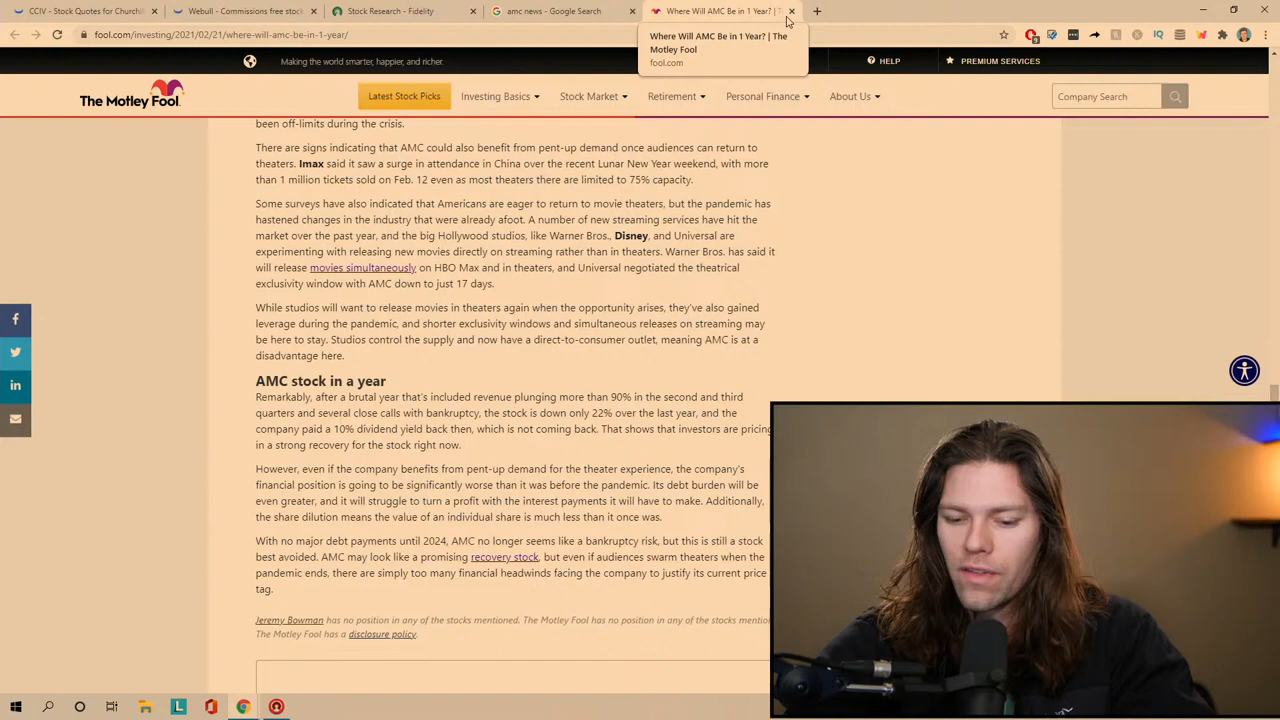 CCIV - Stock Quotes for Churchill
Webull - Commissions free stock
Stock Research - Fidelity
amc news - Google Search
Where Will AMC Be in 1 Year? | T
fool.com/investing/2021/02/21/where-will-amc-be-in-1-year/
Where Will AMC Be in 1 Year? | The
Motley Fool
fool.com
Making the world smarter, happier, and richer.
HELP
PREMIUM SERVICES
The Motley Fool
Latest Stock Picks
Investing Basics
Stock Market
Retirement
Personal Finance
About Us
Company Search
been off-limits during the crisis.
There are signs indicating that AMC could also benefit from pent-up demand once audiences can return to
theaters. Imax said it saw a surge in attendance in China over the recent Lunar New Year weekend, with more
than 1 million tickets sold on Feb. 12 even as most theaters there are limited to 75% capacity.
Some surveys have also indicated that Americans are eager to return to movie theaters, but the pandemic has
hastened changes in the industry that were already afoot. A number of new streaming services have hit the
market over the past year, and the big Hollywood studios, like Warner Bros., Disney, and Universal are
experimenting with releasing new movies directly on streaming rather than in theaters. Warner Bros. has said it
will release movies simultaneously on HBO Max and in theaters, and Universal negotiated the theatrical
exclusivity window with AMC down to just 17 days.
While studios will want to release movies in theaters again when the opportunity arises, they've also gained
leverage during the pandemic, and shorter exclusivity windows and simultaneous releases on streaming may
be here to stay. Studios control the supply and now have a direct-to-consumer outlet, meaning AMC is at a
disadvantage here.
AMC stock in a year
Remarkably, after a brutal year that's included revenue plunging more than 90% in the second and third
quarters and several close calls with bankruptcy, the stock is down only 22% over the last year, and the
company paid a 10% dividend yield back then, which is not coming back. That shows that investors are pricing
in a strong recovery for the stock right now.
However, even if the company benefits from pent-up demand for the theater experience, the company's
financial position is going to be significantly worse than it was before the pandemic. Its debt burden will be
even greater, and it will struggle to turn a profit with the interest payments it will have to make. Additionally,
the share dilution means the value of an individual share is much less than it once was.
With no major debt payments until 2024, AMC no longer seems like a bankruptcy risk, but this is still a stock
best avoided. AMC may look like a promising recovery stock, but even if audiences swarm theaters when the
pandemic ends, there are simply too many financial headwinds facing the company to justify its current price
tag.
Jeremy Bowman has no position in any of the stocks mentioned. The Motley Fool has no position in any of the stocks
The Motley Fool has a disclosure policy.